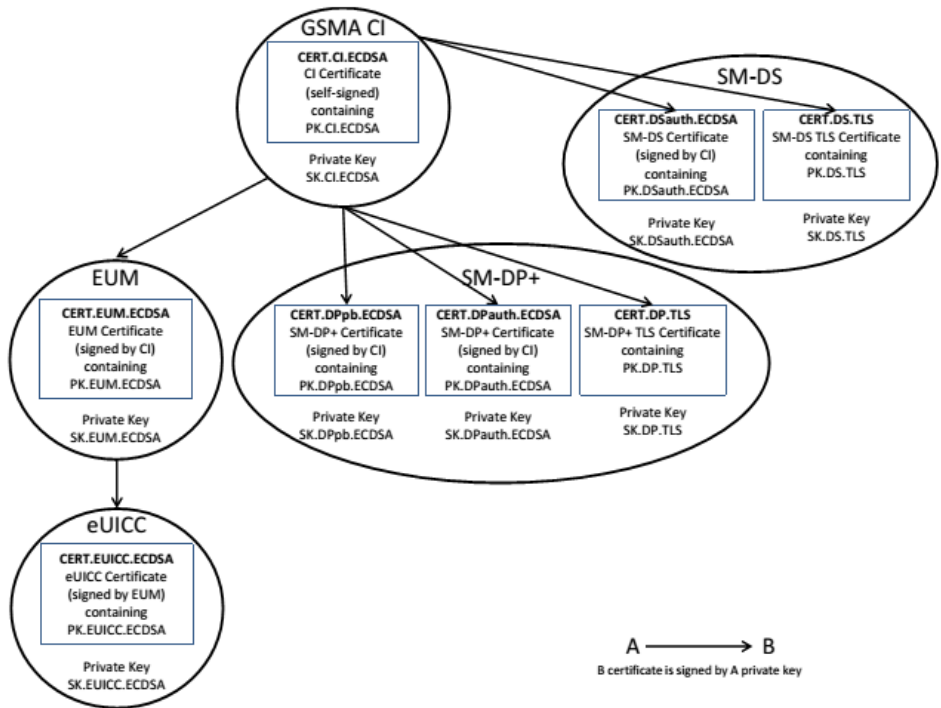 GSMA CI
CERT.CI.ECDSA
CI Certificate
(self-signed)
containing
PK.CI.ECDSA
Private Key
SK.CI.ECDSA
SM-DS
CERT.DSauth.ECDSA
SM-DS Certificate
(signed by CI)
containing
PK.DSauth.ECDSA
Private Key
SK.DSauth.ECDSA
CERT.DS.TLS
SM-DS TLS Certificate
containing
PK.DS.TLS
Private Key
SK.DS.TLS
EUM
CERT.EUM.ECDSA
EUM Certificate
(signed by CI)
containing
PK.EUM.ECDSA
Private Key
SK.EUM.ECDSA
SM-DP+
CERT.DPpb.ECDSA
SM-DP+ Certificate
(signed by CI)
containing
PK.DPpb.ECDSA
Private Key
SK.DPpb.ECDSA
CERT.DPauth.ECDSA
SM-DP+ Certificate
(signed by CI)
containing
PK.DPauth.ECDSA
Private Key
SK.DPauth.ECDSA
CERT.DP.TLS
SM-DP+ TLS Certificate
containing
PK.DP.TLS
Private Key
SK.DP.TLS
eUICC
CERT.EUICC.ECDSA
eUICC Certificate
(signed by EUM)
containing
PK.EUICC.ECDSA
Private Key
SK.EUICC.ECDSA
A B
B certificate is signed by A private key